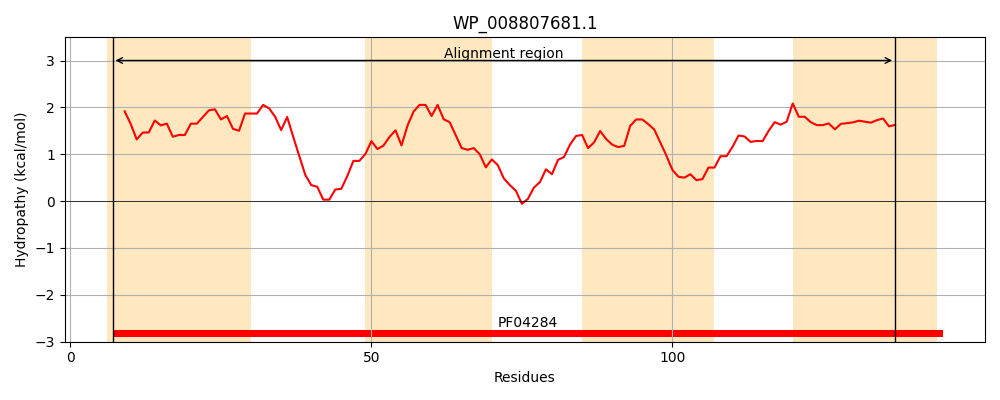 WP_008807681.1
Alignment region
3
2
1
0
−1
−2
−3
Hydropathy (kcal/mol)
PF04284
0
50
100
Residues